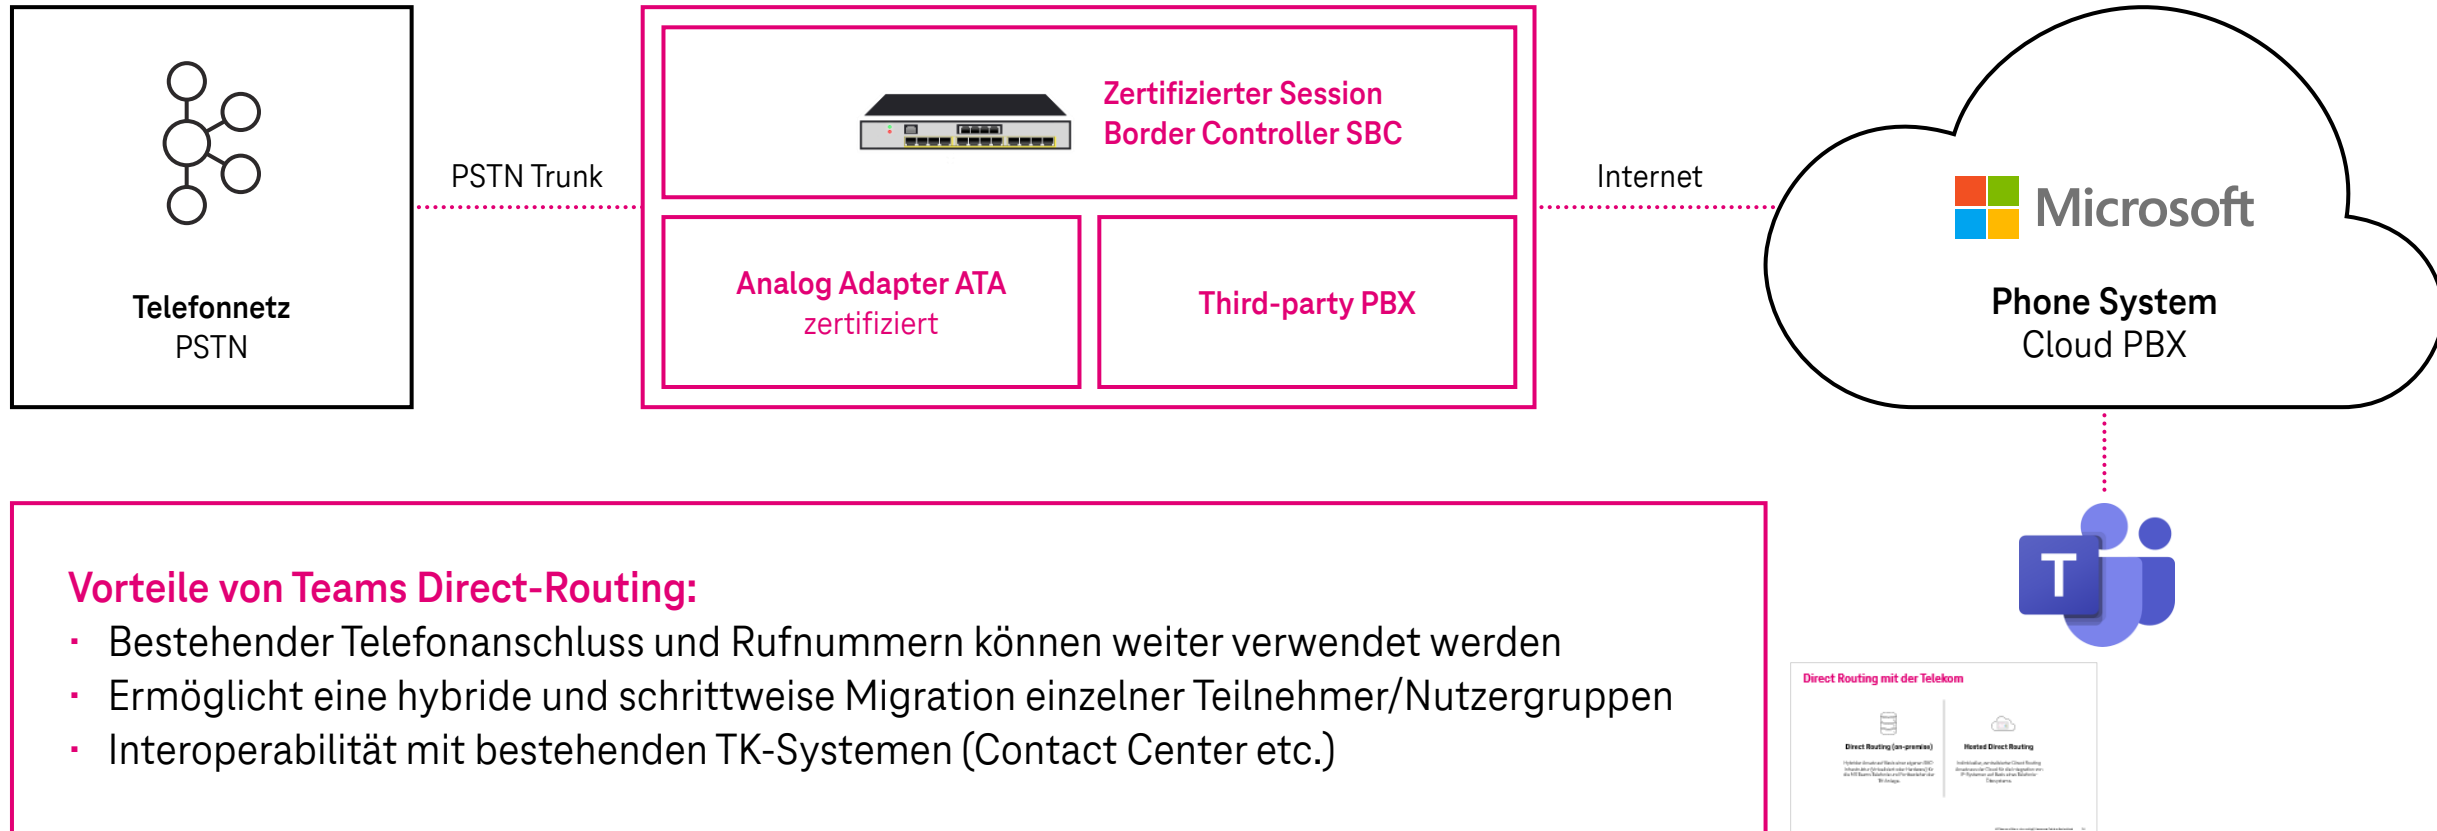 Telefonnetz
PSTN
PSTN Trunk
Zertifizierter Session
Border Controller SBC
Analog Adapter ATA
zertifiziert
Third-party PBX
Internet
Microsoft
Phone System
Cloud PBX
T
Vorteile von Teams Direct-Routing:
· Bestehender Telefonanschluss und Rufnummern können weiter verwendet werden
· Ermöglicht eine hybride und schrittweise Migration einzelner Teilnehmer/Nutzergruppen
· Interoperabilität mit bestehenden TK-Systemen (Contact Center etc.)
Direct Routing mit der Telekom
Direct Routing (on-premise)
Hosted Direct Routing